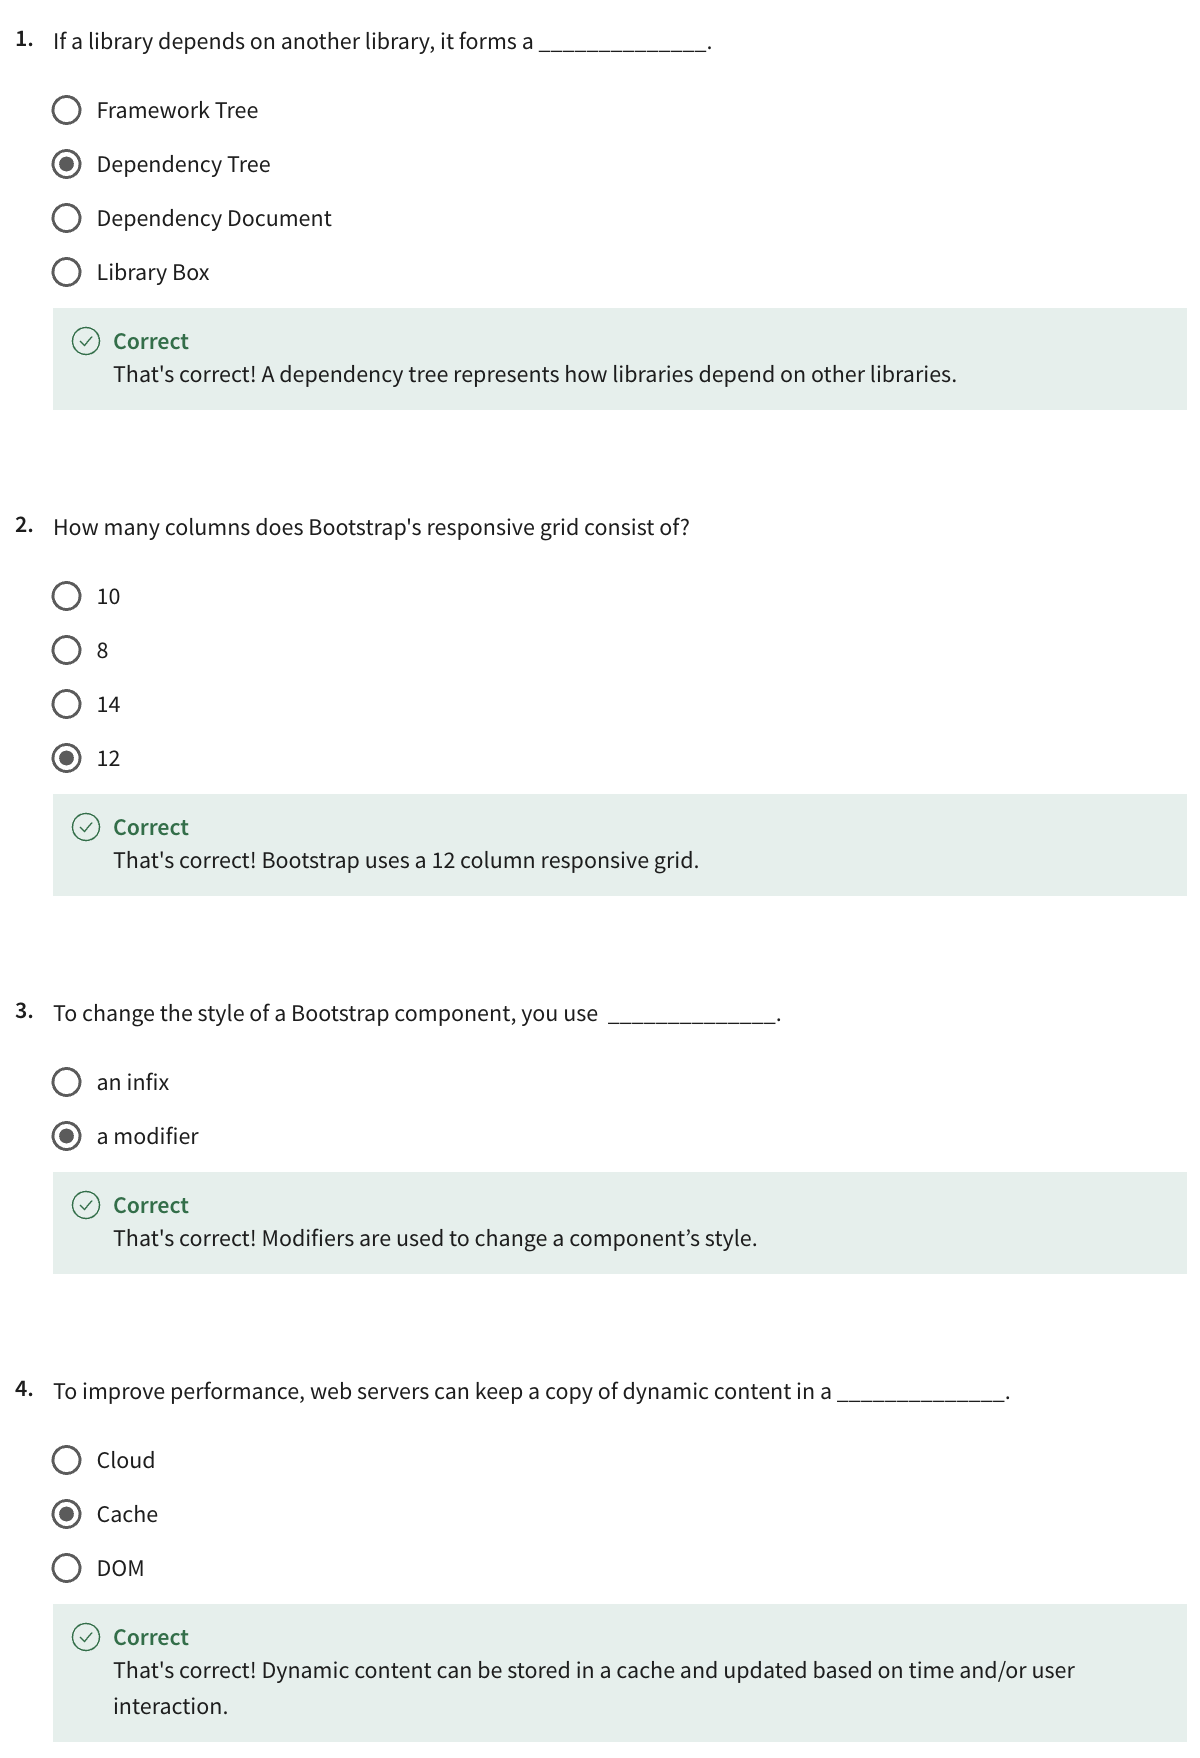 1. If a library depends on another library, it forms a ______________.
Framework Tree
Dependency Tree
Dependency Document
Library Box
Correct
That's correct! A dependency tree represents how libraries depend on other libraries.
2. How many columns does Bootstrap's responsive grid consist of?
10
8
14
12
Correct
That's correct! Bootstrap uses a 12 column responsive grid.
3. To change the style of a Bootstrap component, you use ______________.
an infix
a modifier
Correct
That's correct! Modifiers are used to change a component’s style.
4. To improve performance, web servers can keep a copy of dynamic content in a ______________.
Cloud
Cache
DOM
Correct
That's correct! Dynamic content can be stored in a cache and updated based on time and/or user
interaction.